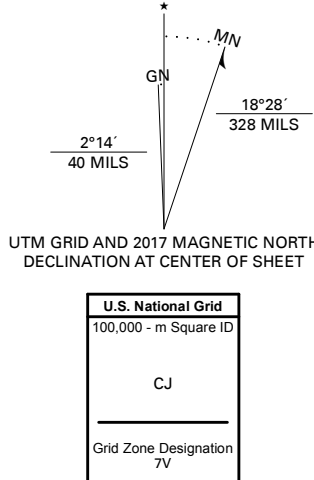 ★
MN
GN
18°28´
328 MILS
2°14´
40 MILS
UTM GRID AND 2017 MAGNETIC NORTH
DECLINATION AT CENTER OF SHEET
U.S. National Grid
100,000 - m Square ID
CJ
Grid Zone Designation
7V